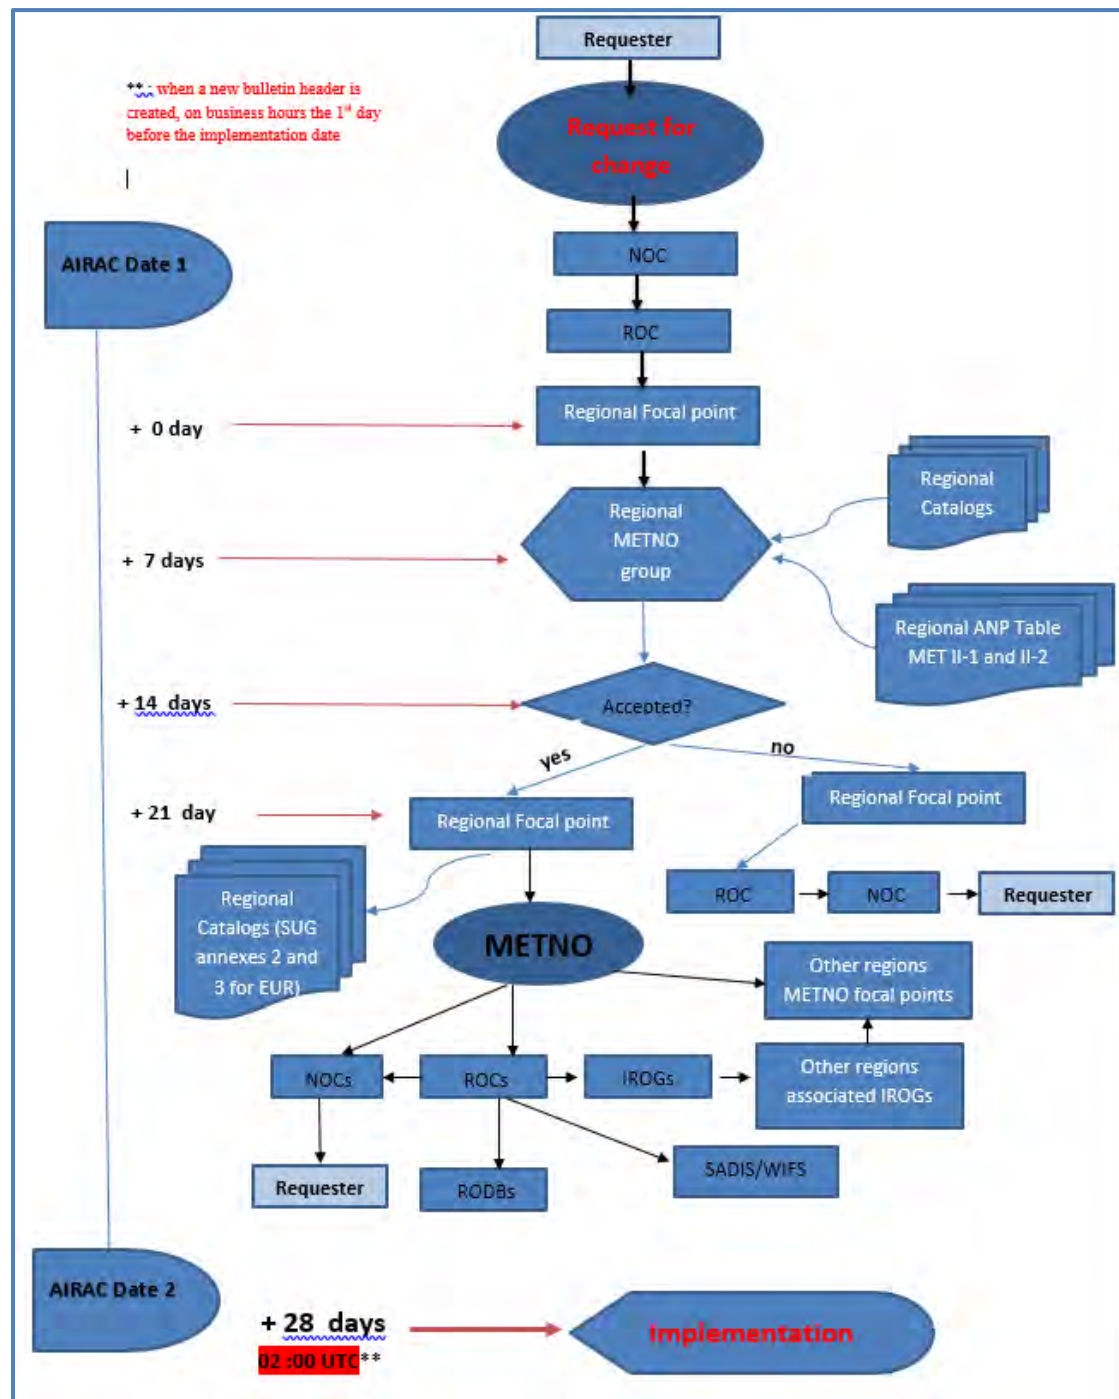 Requester
** : when a new bulletin header is
created, on business hours the 1st day
before the implementation date
Request for
change
NOC
AIRAC Date 1
ROC
Regional Focal point
+ 0 day
Regional
Catalogs
Regional
METNO
group
+ 7 days
Regional ANP Table
MET II-1 and II-2
+ 14 days
Accepted?
yes
no
Regional Focal point
+ 21 day
Regional Focal point
ROC
NOC
Requester
Regional
Catalogs (SUG
annexes 2 and
3 for EUR)
METNO
Other regions
METNO focal points
NOCs
ROCs
IROGs
Other regions
associated IROGs
SADIS/WIFS
Requester
RODBs
AIRAC Date 2
+ 28 days
02 :00 UTC**
Implementation